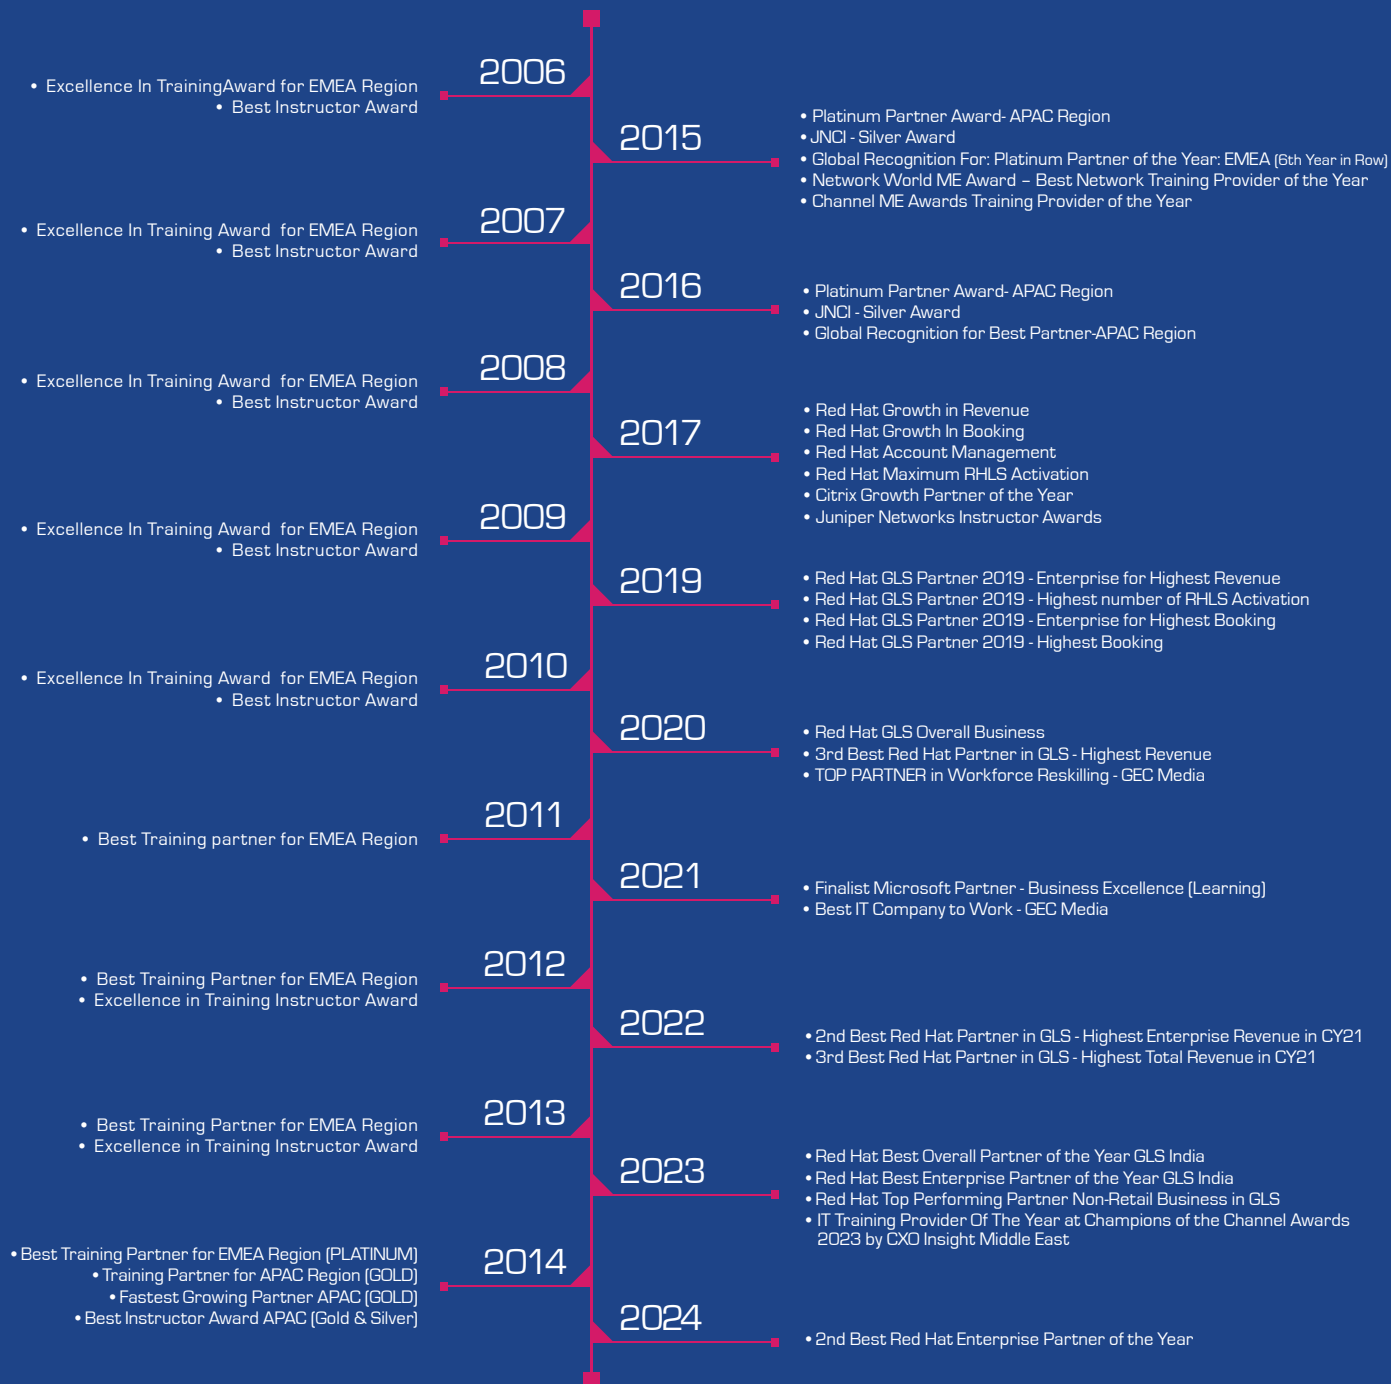 2006
• Excellence In TrainingAward for EMEA Region
• Best Instructor Award
2007
• Excellence In Training Award for EMEA Region
• Best Instructor Award
2008
• Excellence In Training Award for EMEA Region
• Best Instructor Award
2009
• Excellence In Training Award for EMEA Region
• Best Instructor Award
2010
• Excellence In Training Award for EMEA Region
• Best Instructor Award
2011
• Best Training partner for EMEA Region
2012
• Best Training Partner for EMEA Region
• Excellence in Training Instructor Award
2013
• Best Training Partner for EMEA Region
• Excellence in Training Instructor Award
2014
• Best Training Partner for EMEA Region (PLATINUM)
• Training Partner for APAC Region (GOLD)
• Fastest Growing Partner APAC (GOLD)
• Best Instructor Award APAC (Gold & Silver)
2015
• Platinum Partner Award- APAC Region
• JNCI - Silver Award
• Global Recognition For: Platinum Partner of the Year: EMEA (6th Year in Row)
• Network World ME Award – Best Network Training Provider of the Year
• Channel ME Awards Training Provider of the Year
2016
• Platinum Partner Award- APAC Region
• JNCI - Silver Award
• Global Recognition for Best Partner-APAC Region
2017
• Red Hat Growth in Revenue
• Red Hat Growth In Booking
• Red Hat Account Management
• Red Hat Maximum RHLS Activation
• Citrix Growth Partner of the Year
• Juniper Networks Instructor Awards
2019
• Red Hat GLS Partner 2019 - Enterprise for Highest Revenue
• Red Hat GLS Partner 2019 - Highest number of RHLS Activation
• Red Hat GLS Partner 2019 - Enterprise for Highest Booking
• Red Hat GLS Partner 2019 - Highest Booking
2020
• Red Hat GLS Overall Business
• 3rd Best Red Hat Partner in GLS - Highest Revenue
• TOP PARTNER in Workforce Reskilling - GEC Media
2021
• Finalist Microsoft Partner - Business Excellence (Learning)
• Best IT Company to Work - GEC Media
2022
• 2nd Best Red Hat Partner in GLS - Highest Enterprise Revenue in CY21
• 3rd Best Red Hat Partner in GLS - Highest Total Revenue in CY21
2023
• Red Hat Best Overall Partner of the Year GLS India
• Red Hat Best Enterprise Partner of the Year GLS India
• Red Hat Top Performing Partner Non-Retail Business in GLS
• IT Training Provider Of The Year at Champions of the Channel Awards
2023 by CXO Insight Middle East
2024
• 2nd Best Red Hat Enterprise Partner of the Year